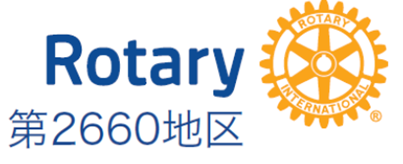 Rotary
第2660地区
ROTARY
INTERNATIONAL
®